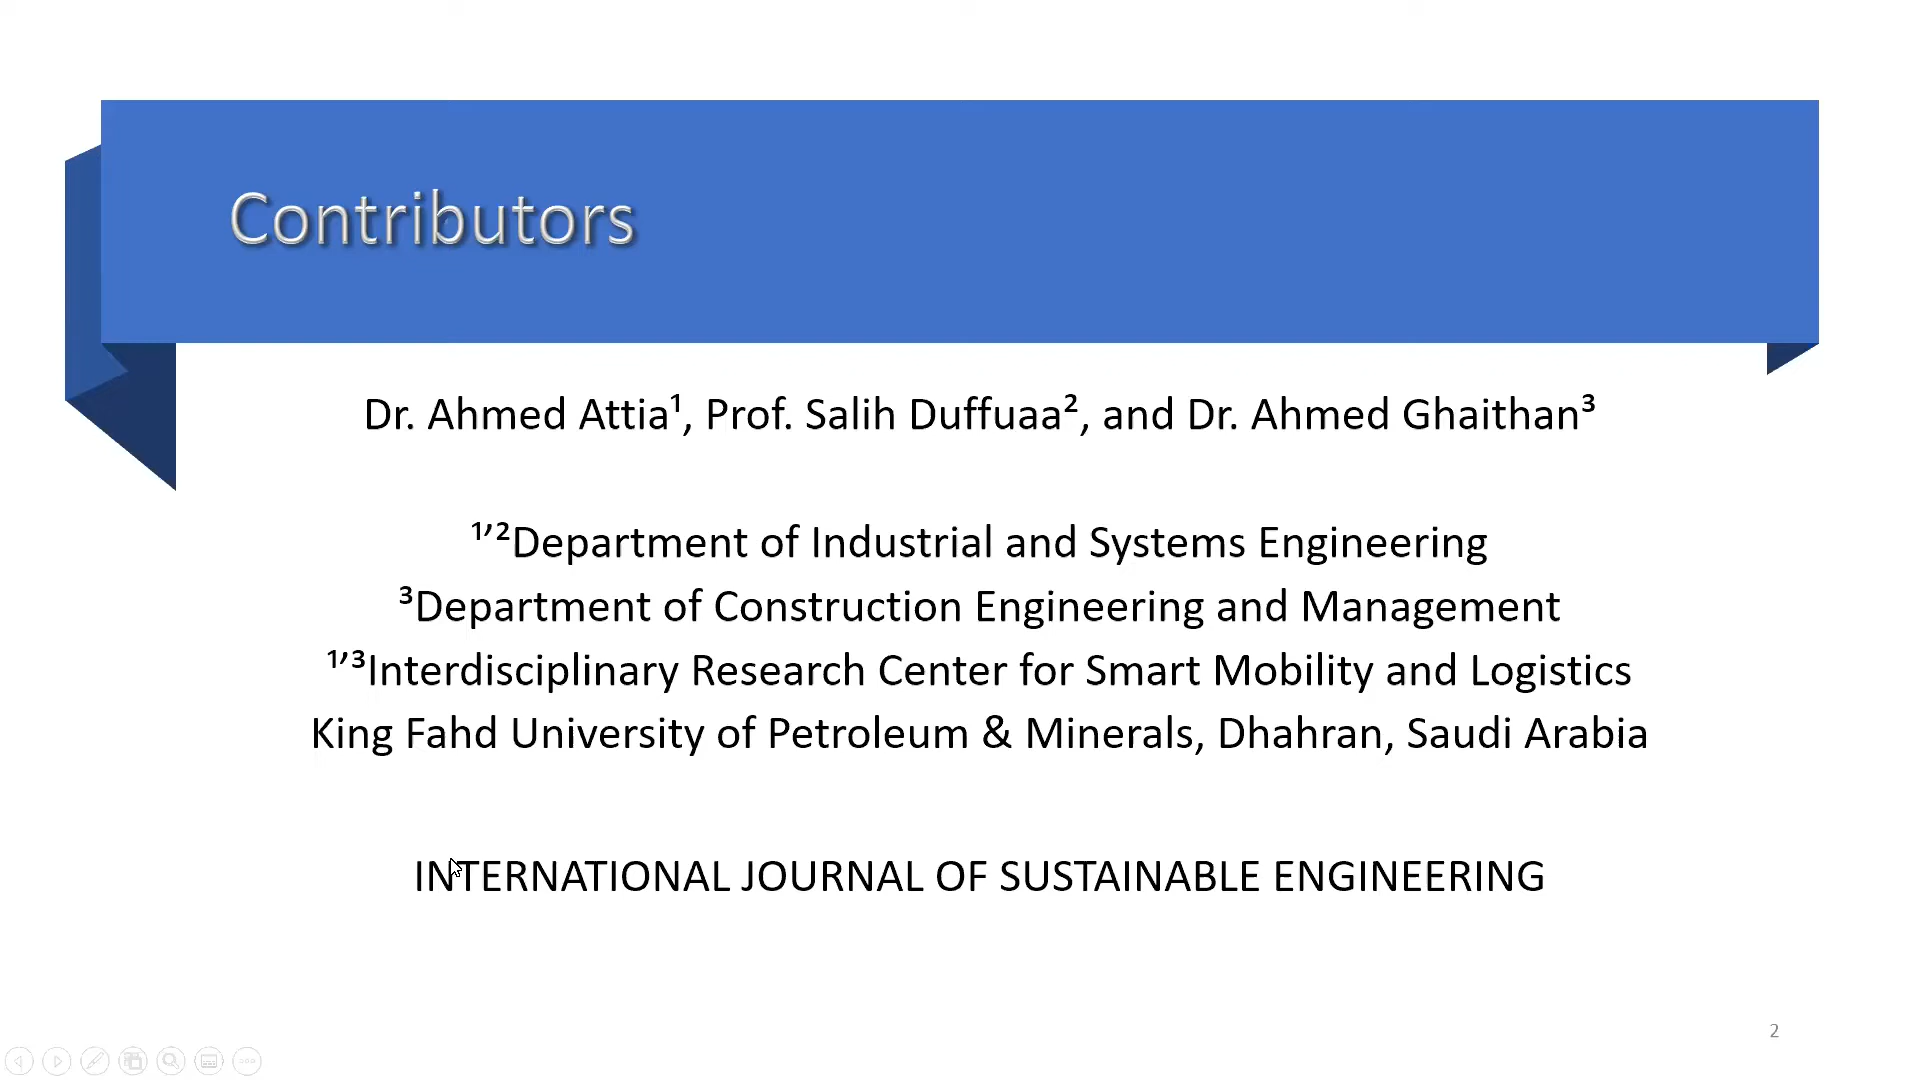 Contributors
Dr. Ahmed Attia¹, Prof. Salih Duffuaa², and Dr. Ahmed Ghaithan³
¹′²Department of Industrial and Systems Engineering
³Department of Construction Engineering and Management
¹′³Interdisciplinary Research Center for Smart Mobility and Logistics
King Fahd University of Petroleum & Minerals, Dhahran, Saudi Arabia
INTERNATIONAL JOURNAL OF SUSTAINABLE ENGINEERING
2